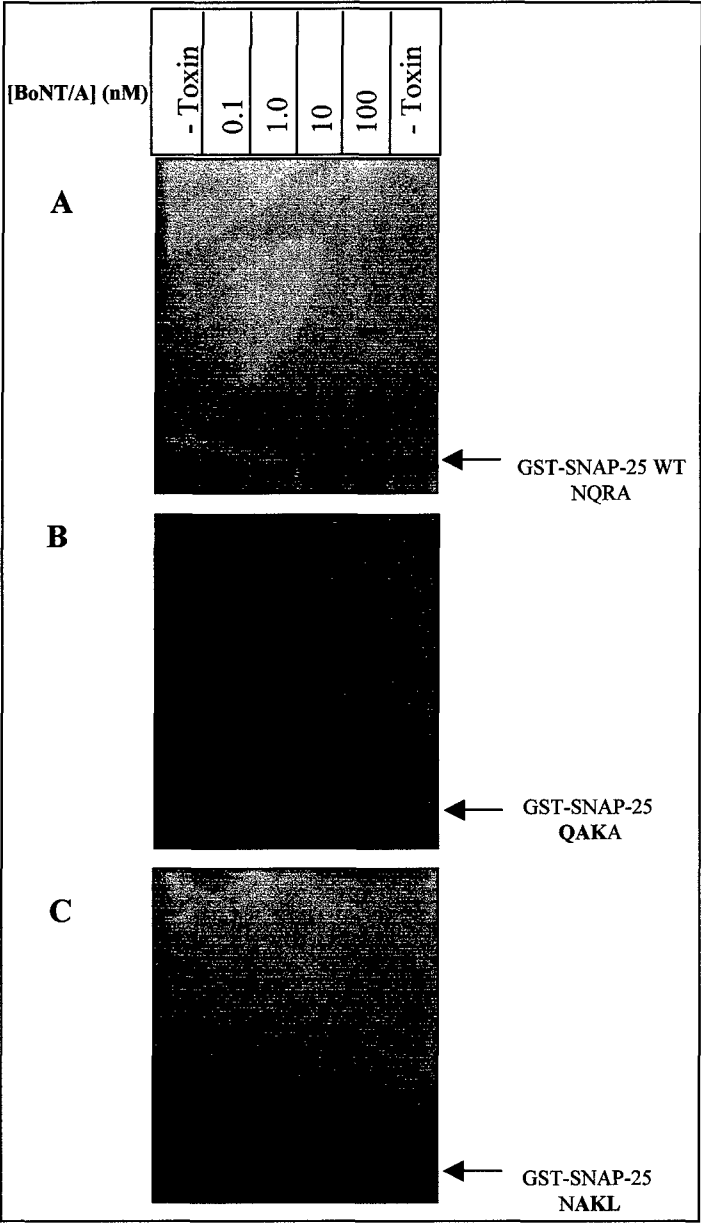 [BoNT/A] (nM)
- Toxin
0.1
1.0
10
100
- Toxin
A
GST-SNAP-25 WT
NQRA
B
GST-SNAP-25
QAKA
C
GST-SNAP-25
NAKL